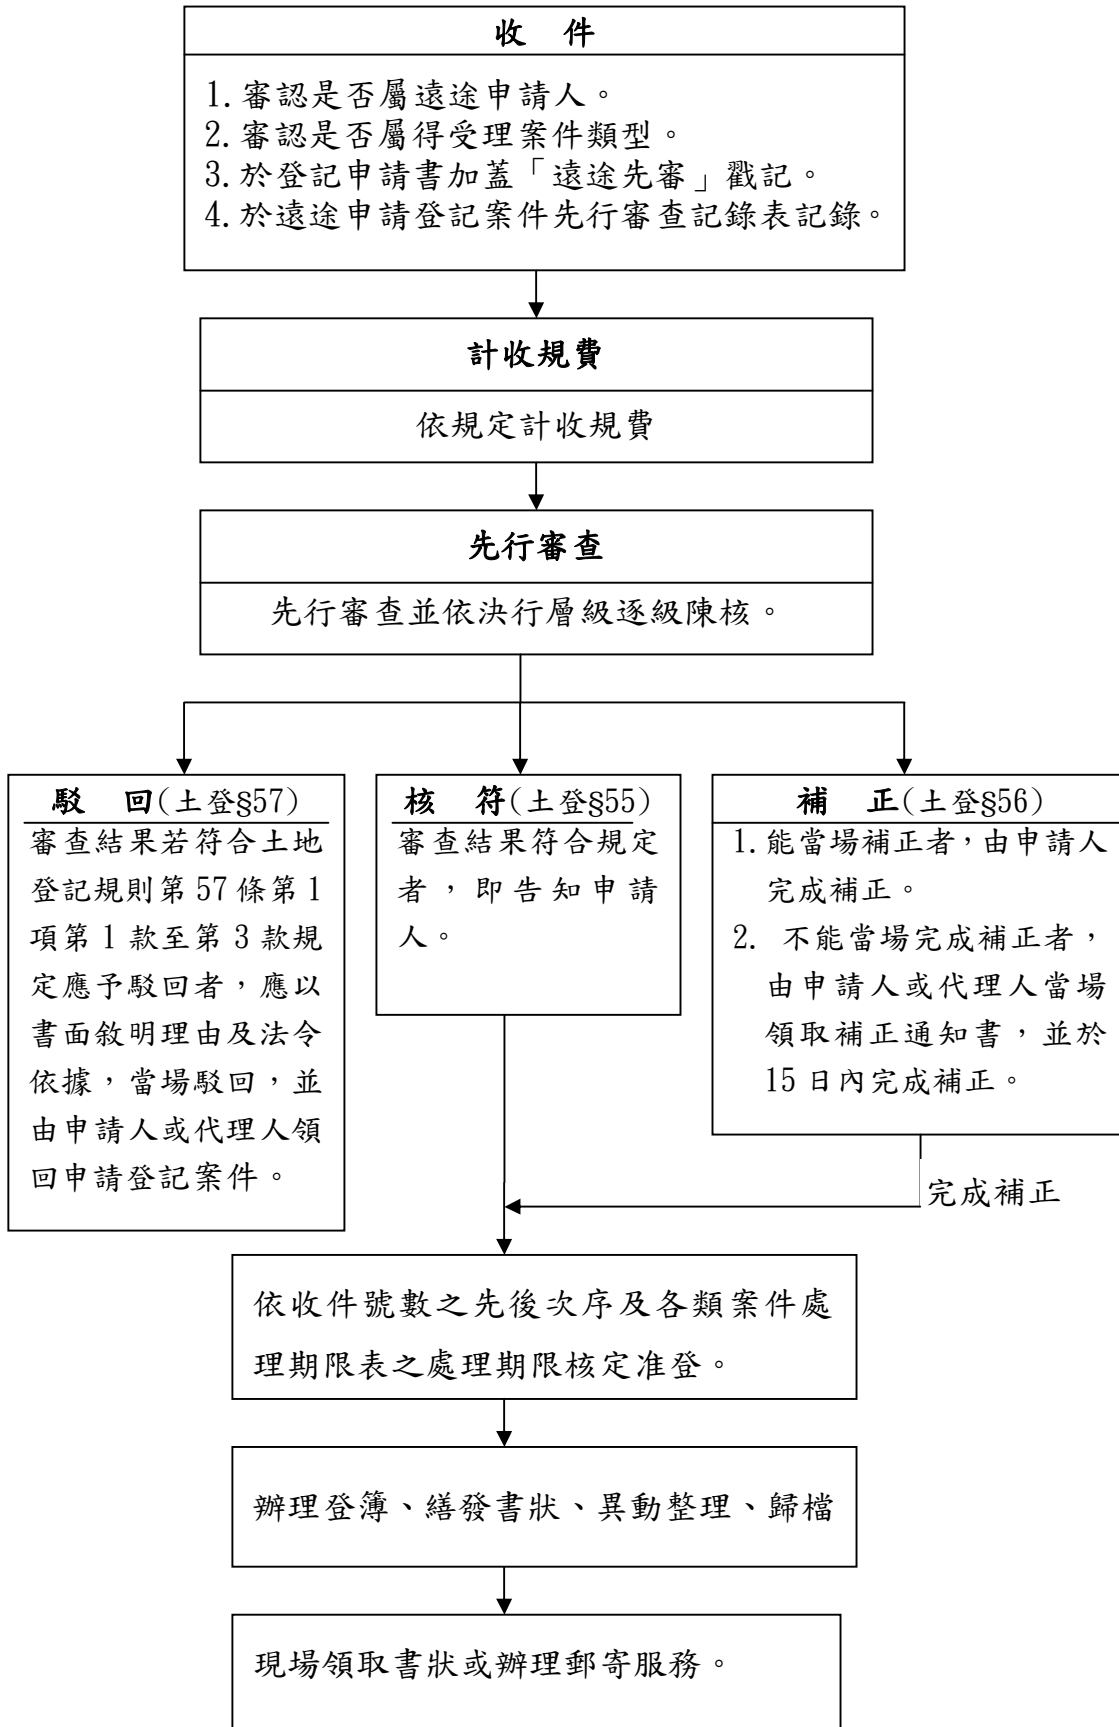 收 件
1.審認是否屬遠途申請人。
2.審認是否屬得受理案件類型。
3.於登記申請書加蓋「遠途先審」戳記。
4.於遠途申請登記案件先行審查記錄表記錄。
計收規費
依規定計收規費
先行審查
先行審查並依決行層級逐級陳核。
駁 回(土登§57)
審查結果若符合土地
登記規則第57條第1
項第1款至第3款規
定應予駁回者,應以
書面敘明理由及法令
依據,當場駁回,並
由申請人或代理人領
回申請登記案件。
核 符(土登§55)
審查結果符合規定
者,即告知申請
人。
補 正(土登§56)
1.能當場補正者,由申請人
完成補正。
2. 不能當場完成補正者,
由申請人或代理人當場
領取補正通知書,並於
15日內完成補正。
完成補正
依收件號數之先後次序及各類案件處
理期限表之處理期限核定准登。
辦理登簿、繕發書狀、異動整理、歸檔
現場領取書狀或辦理郵寄服務。